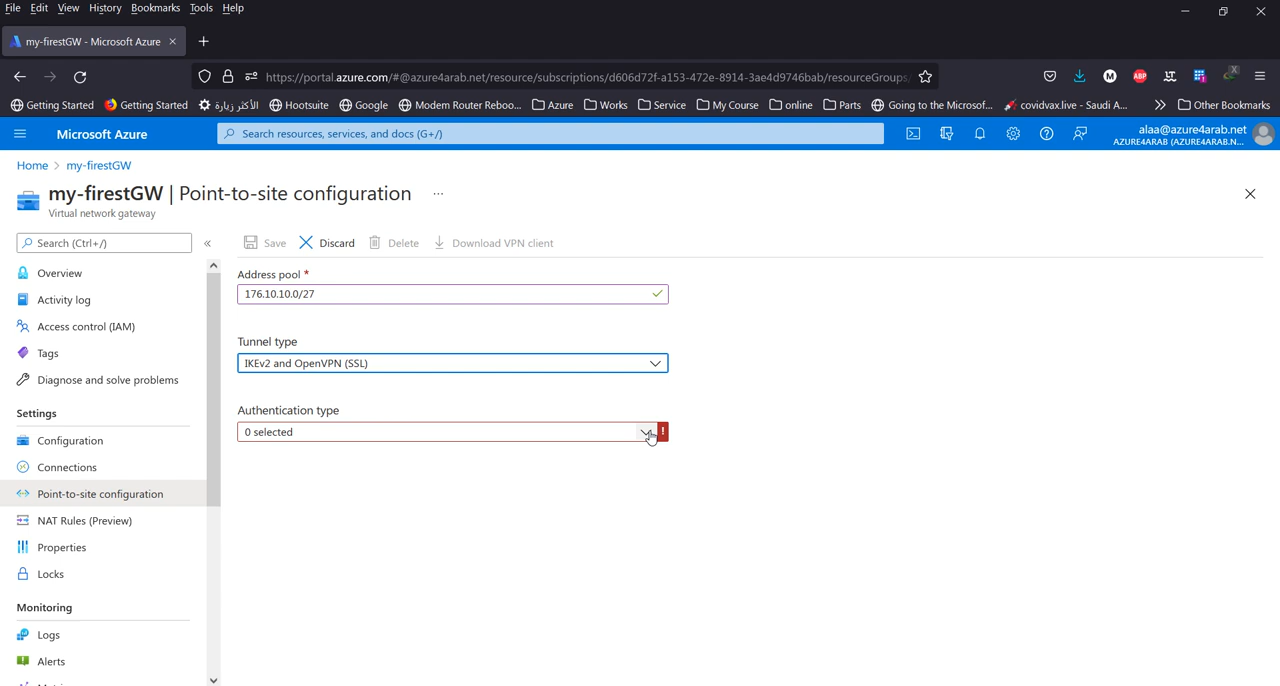 File Edit View History Bookmarks Tools Help
my-firestGW - Microsoft Azure
https://portal.azure.com/#@azure4arab.net/resource/subscriptions/d606d72f-a153-472e-8914-3ae4d9746bab/resourceGroups/
Getting Started Getting Started الأكثر زيارة Hootsuite Google Modem Router Reboo... Azure Works Service My Course online Parts Going to the Microsof... covidvax.live - Saudi A... Other Bookmarks
Microsoft Azure
Search resources, services, and docs (G+/)
alaa@azure4arab.net
AZURE4ARAB (AZURE4ARAB.N...
Home > my-firestGW
my-firestGW | Point-to-site configuration ...
Virtual network gateway
Search (Ctrl+/)
Save Discard Delete Download VPN client
Overview
Activity log
Access control (IAM)
Tags
Diagnose and solve problems
Settings
Configuration
Connections
Point-to-site configuration
NAT Rules (Preview)
Properties
Locks
Monitoring
Logs
Alerts
Address pool *
176.10.10.0/27
Tunnel type
IKEv2 and OpenVPN (SSL)
Authentication type
0 selected